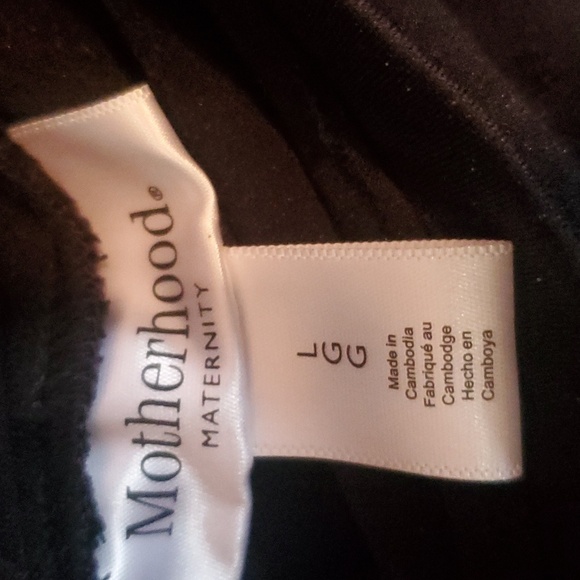 Motherhood®
MATERNITY
L
G
G
Made in
Cambodia
Fabriqué au
Cambodge
Hecho en
Camboya